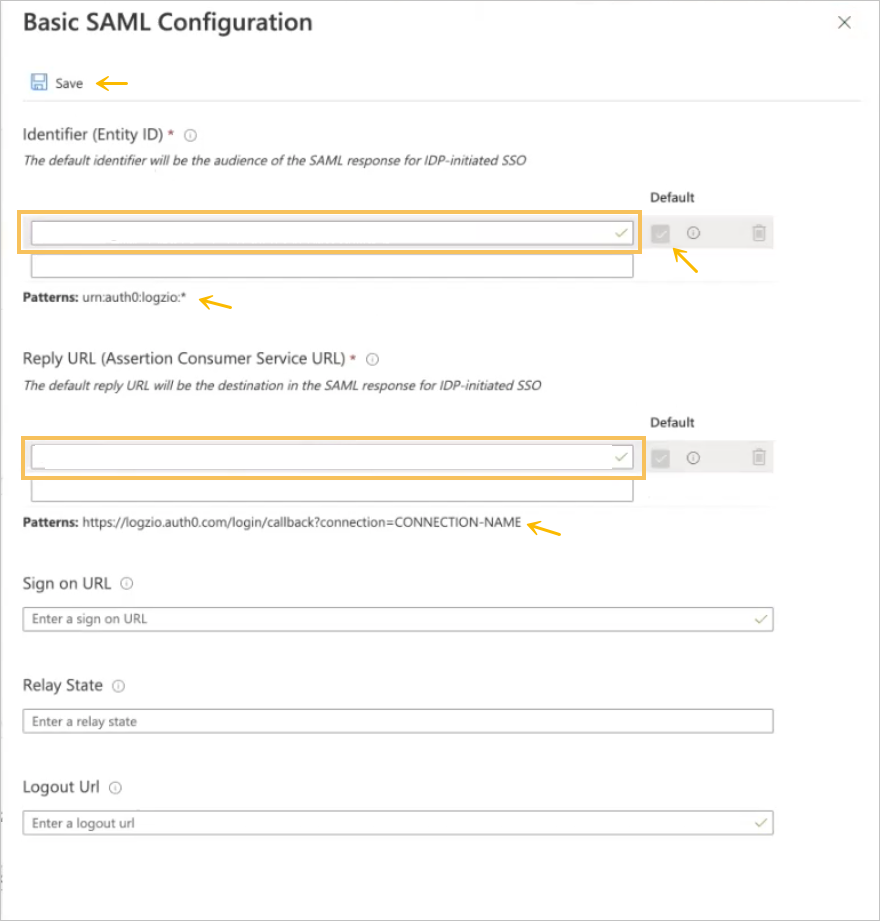 Basic SAML Configuration
Save
Identifier (Entity ID) *
The default identifier will be the audience of the SAML response for IDP-initiated SSO
Default
Patterns: urn:auth0:logzio:*
Reply URL (Assertion Consumer Service URL) *
The default reply URL will be the destination in the SAML response for IDP-initiated SSO
Default
Patterns: https://logzio.auth0.com/login/callback?connection=CONNECTION-NAME
Sign on URL
Enter a sign on URL
Relay State
Enter a relay state
Logout Url
Enter a logout url